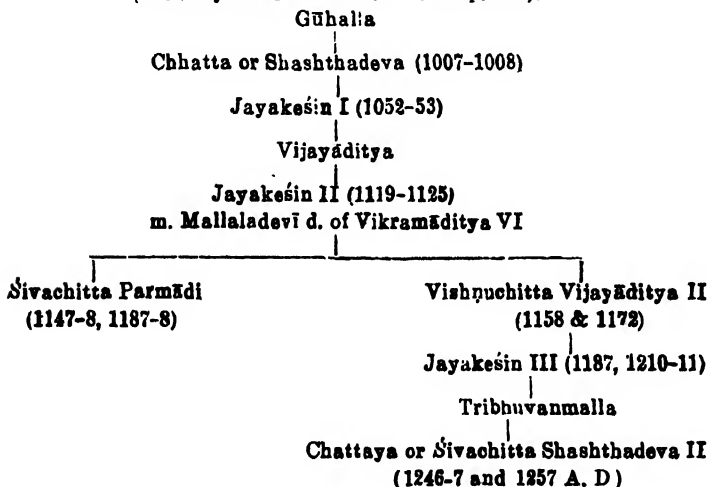 Gūhalla
Chhatta or Shashthadeva (1007-1008)
Jayakeśin I (1052-53)
Vijayāditya
Jayakeśin II (1119-1125)
m. Mallaladevī d. of Vikramāditya VI
Śivachitta Parmādi
(1147-8, 1187-8)
Vishṇuchitta Vijayāditya II
(1158 & 1172)
Jayakeśin III (1187, 1210-11)
Tribhuvanmalla
Chattaya or Śivachitta Shashthadeva II
(1246-7 and 1257 A, D)